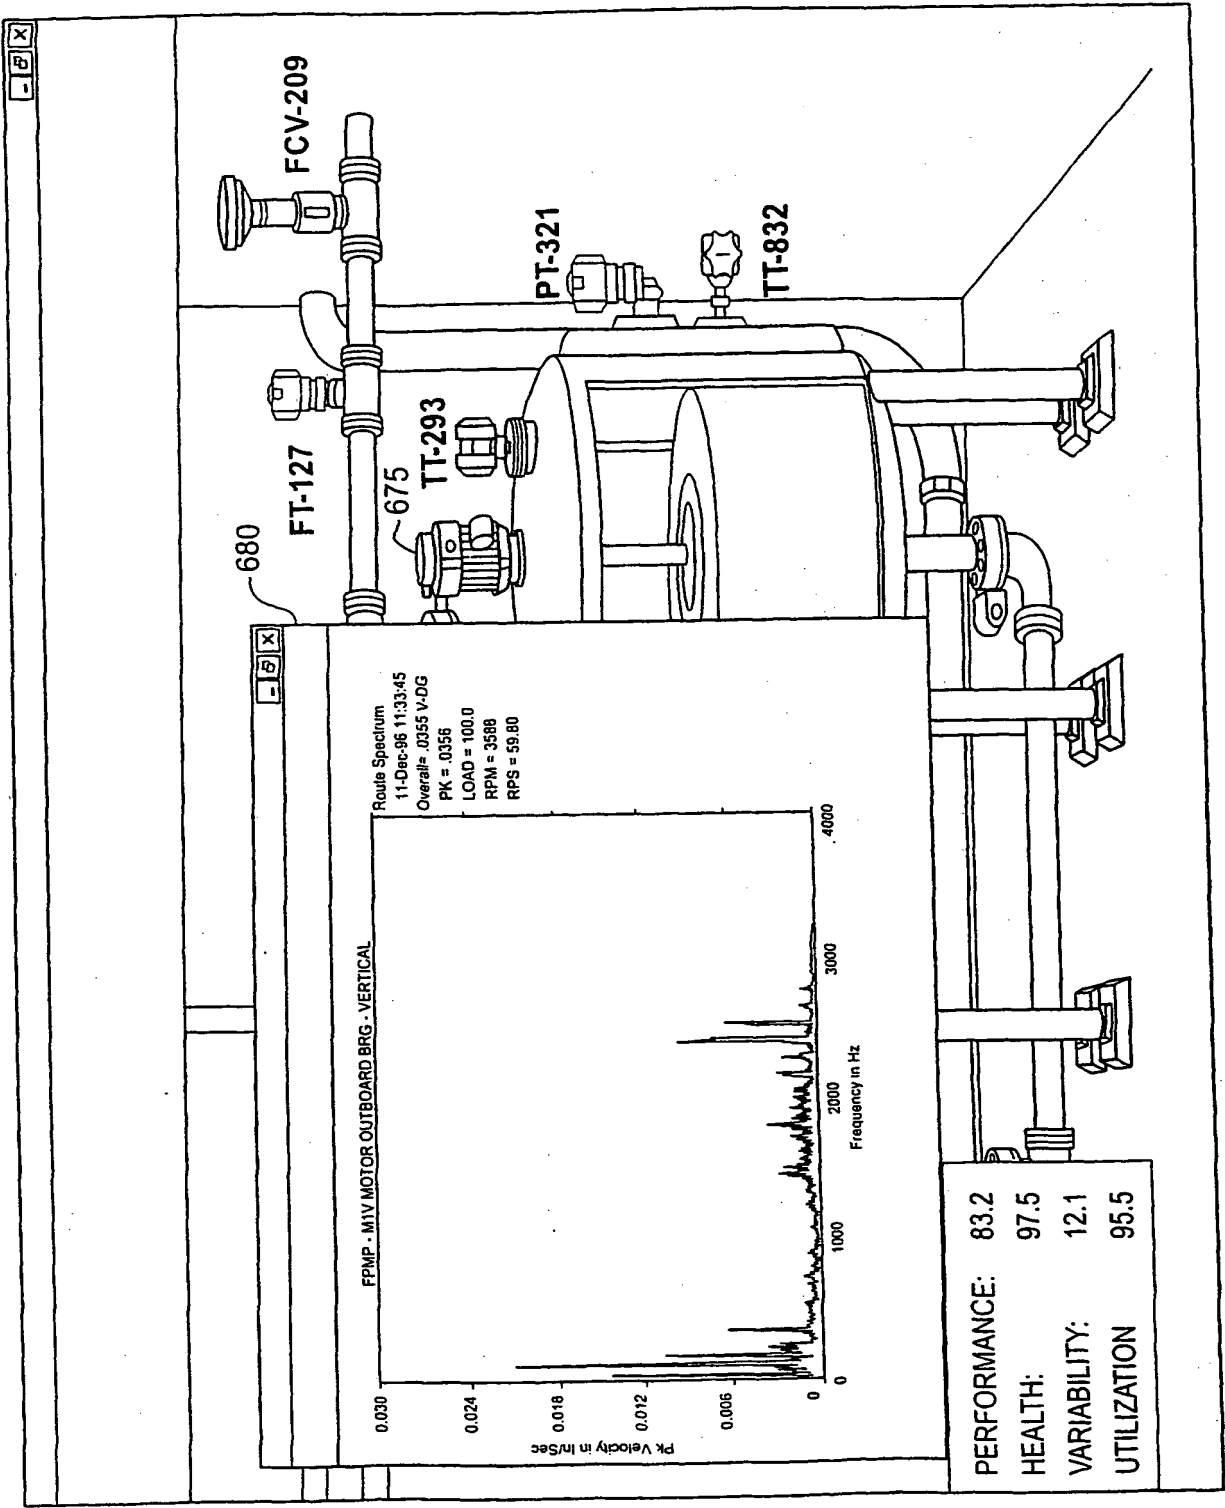 FCV-209
FT-127
PT-321
TT-832
TT-293
675
680
Route Spectrum
11-Dec-96 11:33:45
Overall= .0355 V-DG
PK = .0356
LOAD = 100.0
RPM = 3588
RPS = 59.80
FPMP - M1V MOTOR OUTBOARD BRG - VERTICAL
Pk Velocity in In/Sec
0.030
0.024
0.018
0.012
0.006
0
0
1000
2000
3000
4000
Frequency in Hz
PERFORMANCE: 83.2
HEALTH: 97.5
VARIABILITY: 12.1
UTILIZATION 95.5